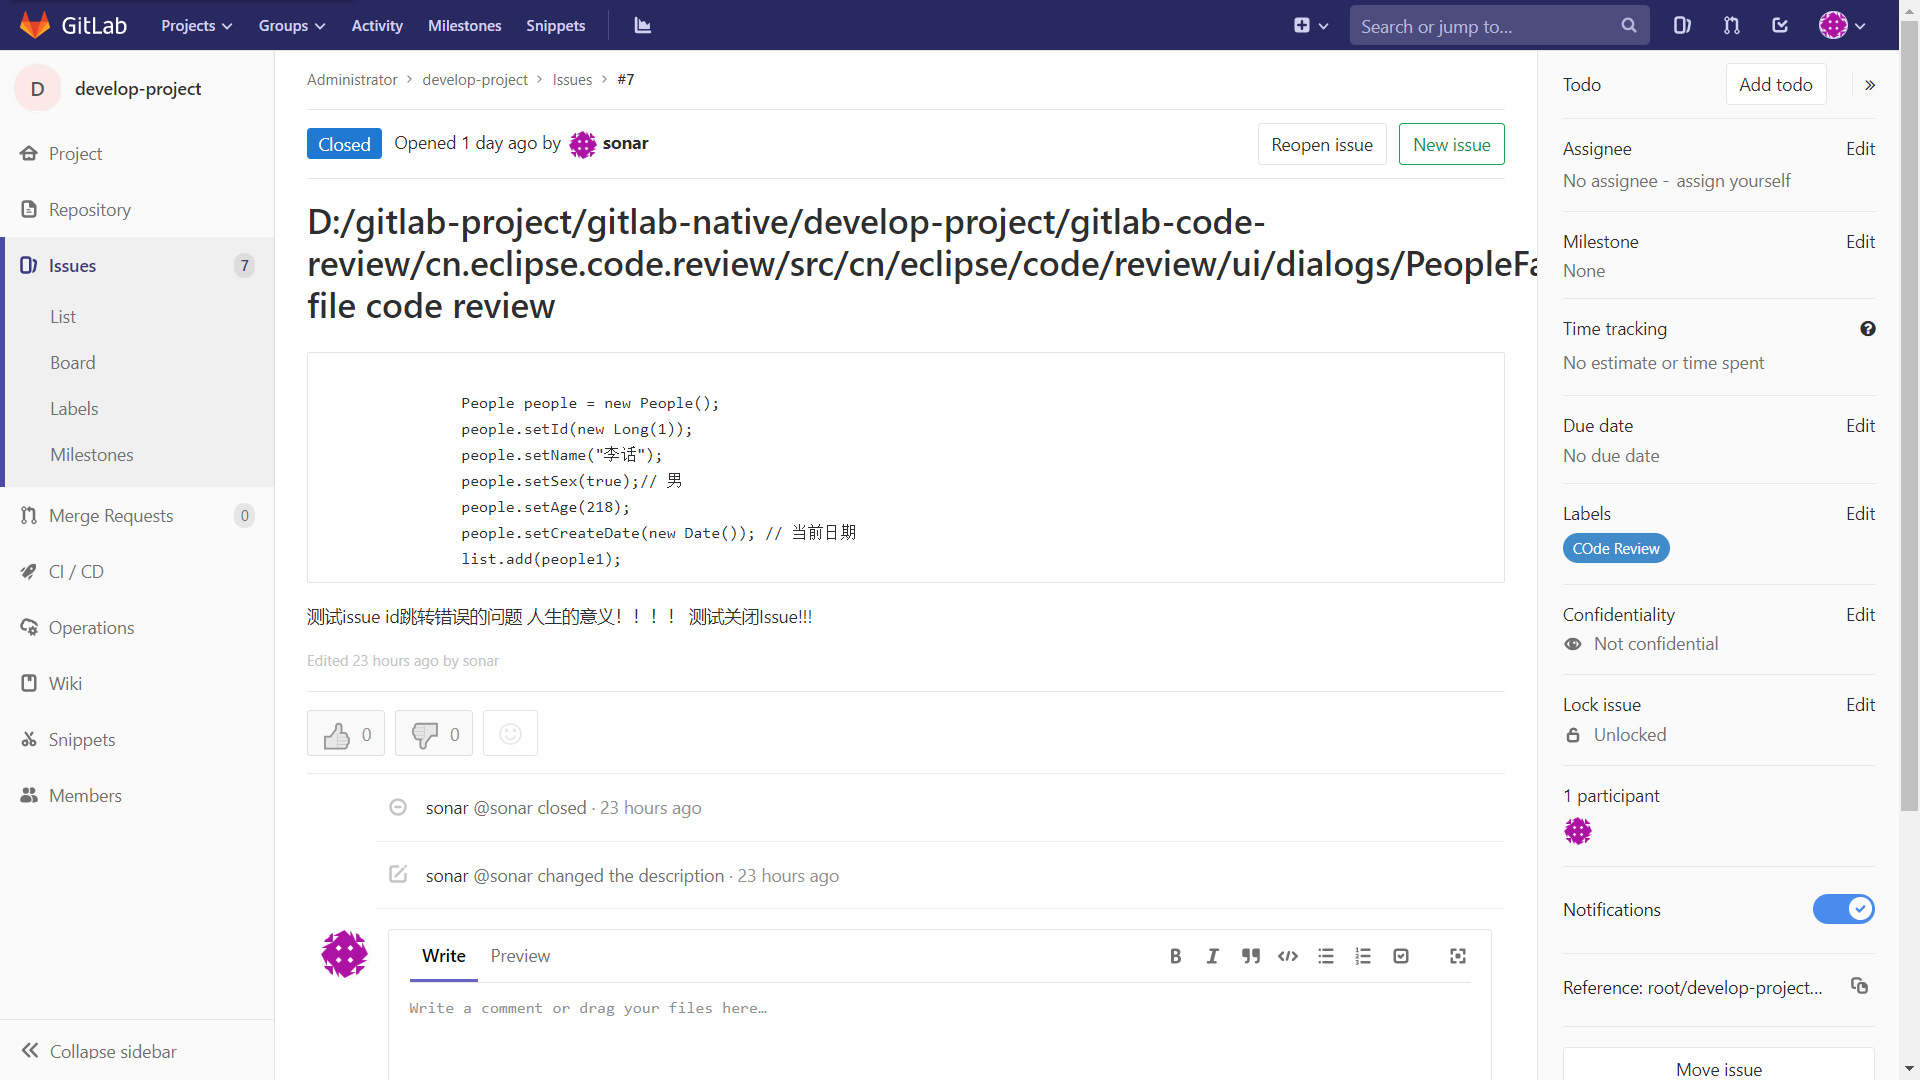 GitLab Projects Groups Activity Milestones Snippets Search or jump to...
D develop-project
Project
Repository
Issues 7
List
Board
Labels
Milestones
Merge Requests 0
CI / CD
Operations
Wiki
Snippets
Members
Collapse sidebar
Administrator > develop-project > Issues > #7
Closed Opened 1 day ago by sonar Reopen issue New issue
D:/gitlab-project/gitlab-native/develop-project/gitlab-code-
review/cn.eclipse.code.review/src/cn/eclipse/code/review/ui/dialogs/PeopleFa
file code review
People people = new People();
people.setId(new Long(1));
people.setName("李话");
people.setSex(true);// 男
people.setAge(218);
people.setCreateDate(new Date()); // 当前日期
list.add(people1);
测试issue id跳转错误的问题 人生的意义！！！！ 测试关闭Issue!!!
Edited 23 hours ago by sonar
0 0
sonar @sonar closed · 23 hours ago
sonar @sonar changed the description · 23 hours ago
Write Preview
Write a comment or drag your files here…
Todo Add todo »
Assignee Edit
No assignee - assign yourself
Milestone Edit
None
Time tracking
No estimate or time spent
Due date Edit
No due date
Labels Edit
COde Review
Confidentiality Edit
Not confidential
Lock issue Edit
Unlocked
1 participant
Notifications
Reference: root/develop-project...
Move issue